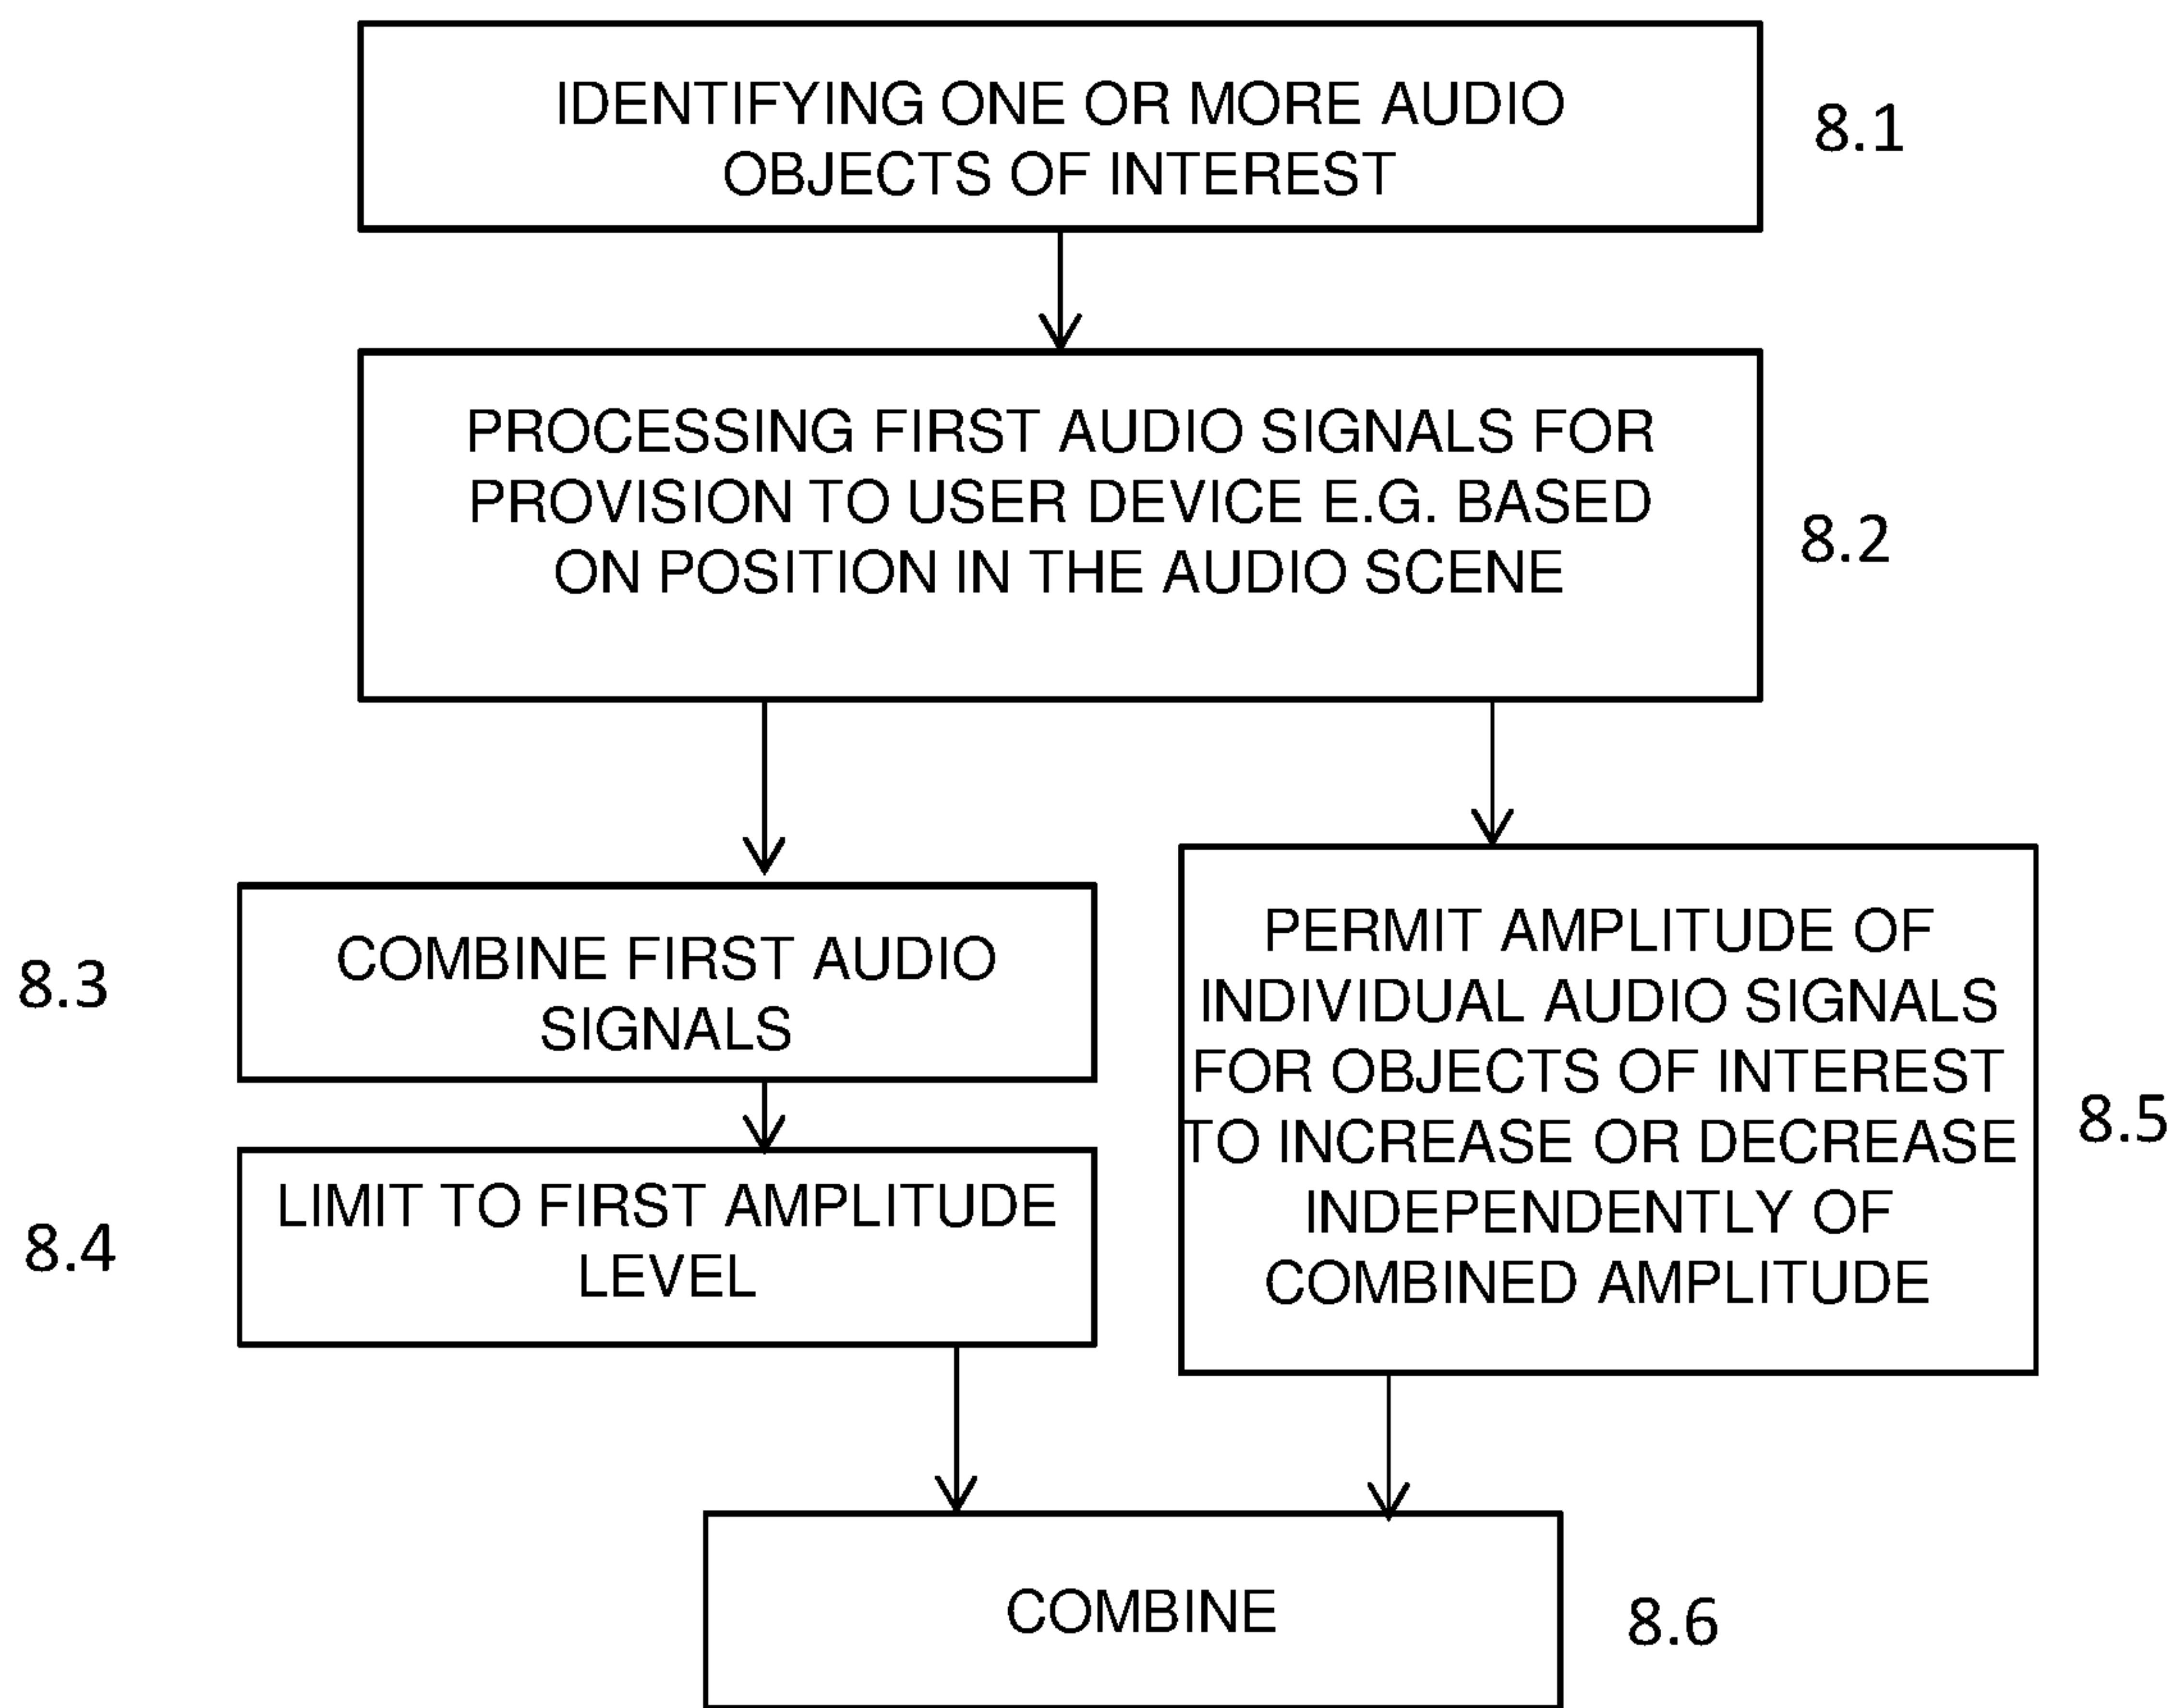 IDENTIFYING ONE OR MORE AUDIO
OBJECTS OF INTEREST
8.1
PROCESSING FIRST AUDIO SIGNALS FOR
PROVISION TO USER DEVICE E.G. BASED
ON POSITION IN THE AUDIO SCENE
8.2
COMBINE FIRST AUDIO
SIGNALS
8.3
LIMIT TO FIRST AMPLITUDE
LEVEL
8.4
PERMIT AMPLITUDE OF
INDIVIDUAL AUDIO SIGNALS
FOR OBJECTS OF INTEREST
TO INCREASE OR DECREASE
INDEPENDENTLY OF
COMBINED AMPLITUDE
8.5
COMBINE
8.6